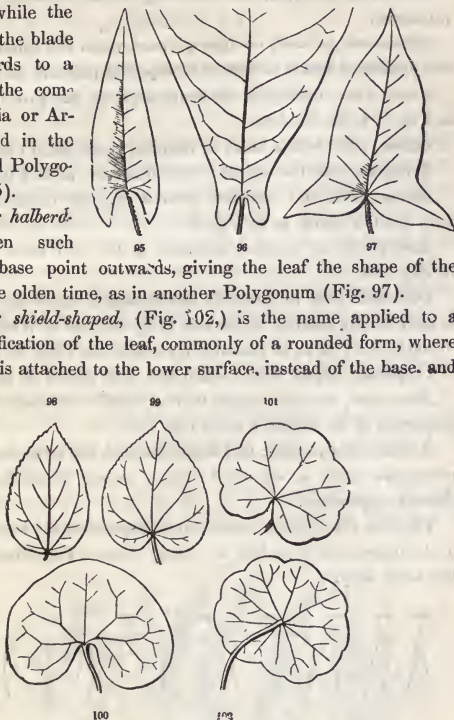 while the
the blade
rds to a
the com-
ia or Ar-
d in the
l Polygo-
).
halberd-
en such
95 96 97
base point outwards, giving the leaf the shape of the
e olden time, as in another Polygonum (Fig. 97).
shield-shaped, (Fig. 102,) is the name applied to a
fication of the leaf, commonly of a rounded form, where
is attached to the lower surface, instead of the base. and
98 99 101
100 102